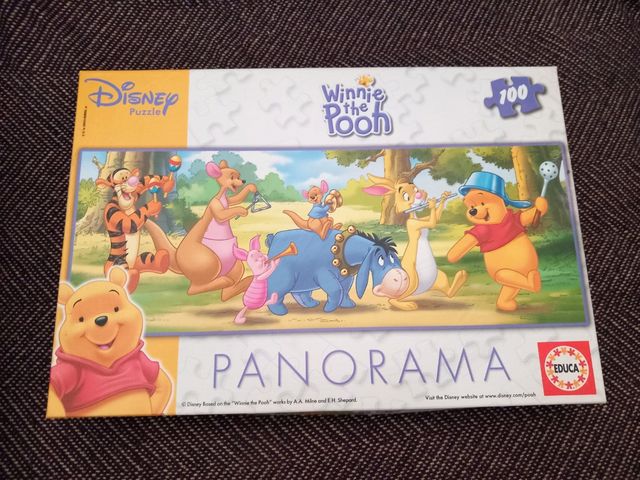 Disney
Puzzle
Winnie
the
Pooh
100
PANORAMA
EDUCA
© Disney Based on the "Winnie the Pooh" works by A.A. Milne and E.H. Shepard.
Visit the Disney website at www.disney.com/pooh